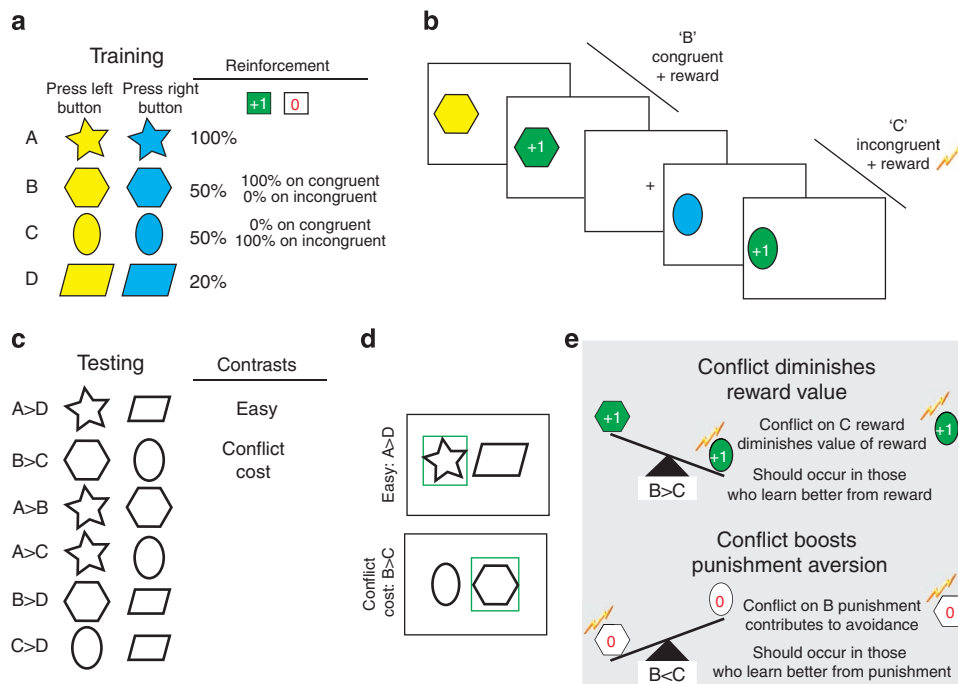 a
Training
Reinforcement
Press left
button
Press right
button
+1 0
A 100%
B 50% 100% on congruent
0% on incongruent
C 50% 0% on congruent
100% on incongruent
D 20%
b
'B'
congruent
+ reward
+1
+
'C'
incongruent
+ reward
+1
c
Testing
Contrasts
A>D Easy
B>C Conflict
cost
A>B
A>C
B>D
C>D
d
Easy: A>D
Conflict
cost: B>C
e
Conflict diminishes
reward value
+1
+1
+1
Conflict on C reward
diminishes value of reward
Should occur in those
who learn better from reward
B>C
Conflict boosts
punishment aversion
0
0
0
Conflict on B punishment
contributes to avoidance
Should occur in those
who learn better from punishment
B<C